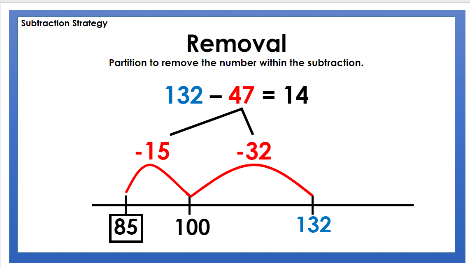 Subtraction Strategy
Removal
Partition to remove the number within the subtraction.
132 – 47 = 14
-15 -32
85 100 132